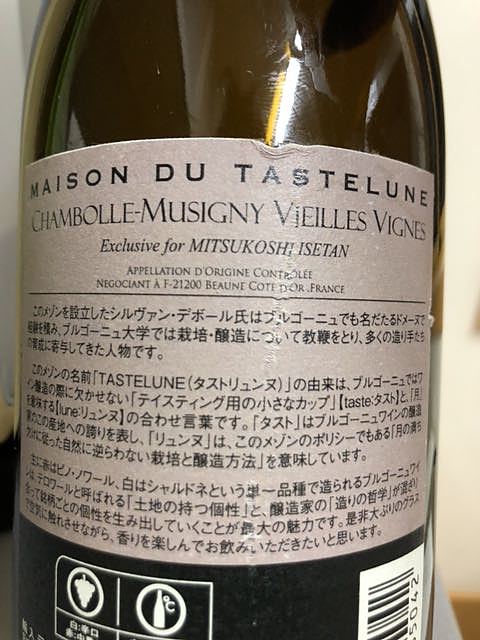 MAISON DU TASTELUNE
CHAMBOLLE-MUSIGNY VIEILLES VIGNES
Exclusive for MITSUKOSHI ISETAN
APPELLATION D'ORIGINE CONTRÔLÉE
NEGOCIANT À F-21200 BEAUNE COTE D'OR .FRANCE
このメゾンを設立したシルヴァン・デボール氏はブルゴーニュでも名だたるドメーヌで
経験を積み、ブルゴーニュ大学では栽培・醸造について教鞭をとり、多くの造り手たち
の育成に寄与してきた人物です。
このメゾンの名前「TASTELUNE(タストリュンヌ)」の由来は、ブルゴーニュではワ
イン醸造の際に欠かせない「テイスティング用の小さなカップ」【taste:タスト】と、「月」
を意味する【lune:リュンヌ】の合わせ言葉です。「タスト」はブルゴーニュワインの醸造
家のこの産地への誇りを表し、「リュンヌ」は、このメゾンのポリシーでもある「月の満ち
欠けに従った自然に逆らわない栽培と醸造方法」を意味しています。
主に赤はピノ・ノワール、白はシャルドネという単一品種で造られるブルゴーニュワイ
ンは、テロワールと呼ばれる「土地の持つ個性」と、醸造家の「造りの哲学」が混ざり
合って銘柄ごとの個性を生み出していくことが最大の魅力です。是非大ぶりのグラス
で空気に触れさせながら、香りを楽しんでお飲みいただきたいと思います。
℃
白:辛口
5042